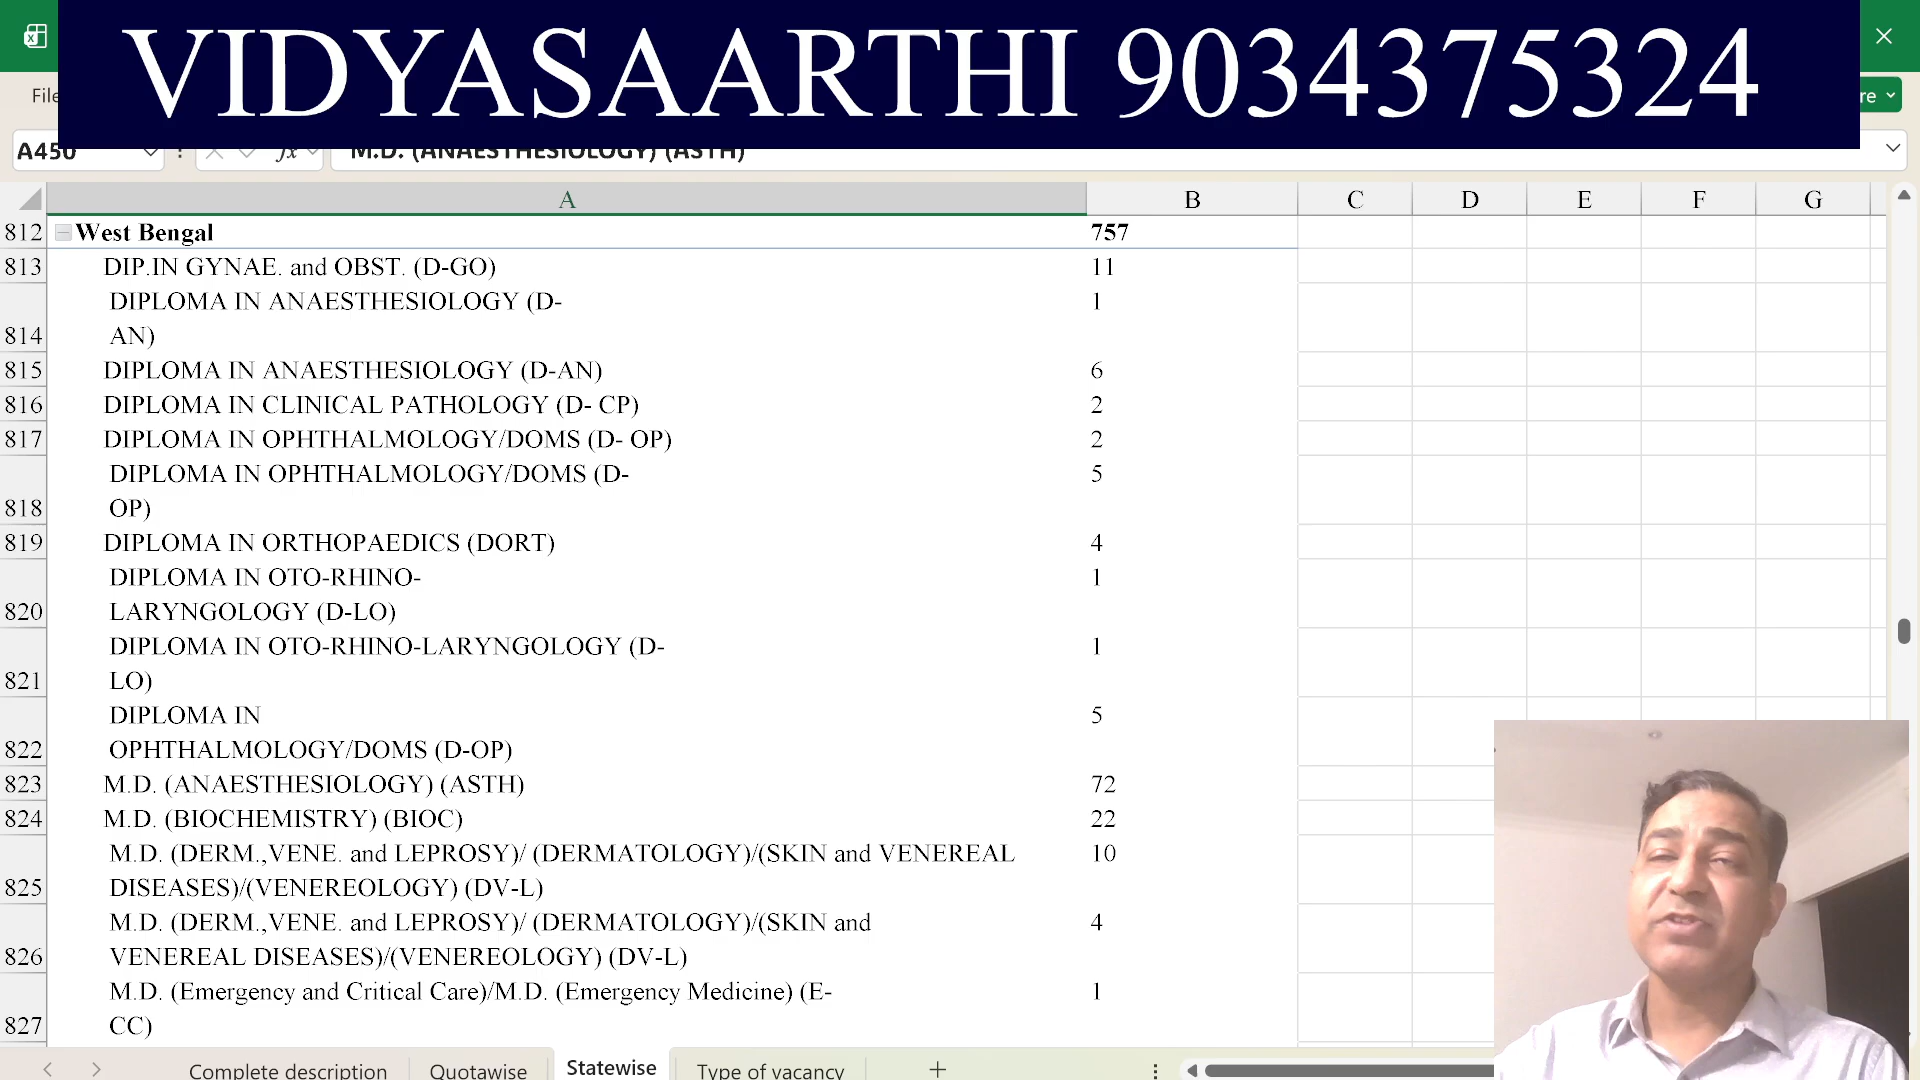 VIDYASAARTHI 9034375324
File
re
A450
fx
M.D. (ANAESTHESIOLOGY) (ASTH)
A B C D E F G
812 West Bengal 757
813 DIP.IN GYNAE. and OBST. (D-GO) 11
DIPLOMA IN ANAESTHESIOLOGY (D- 1
814 AN)
815 DIPLOMA IN ANAESTHESIOLOGY (D-AN) 6
816 DIPLOMA IN CLINICAL PATHOLOGY (D- CP) 2
817 DIPLOMA IN OPHTHALMOLOGY/DOMS (D- OP) 2
DIPLOMA IN OPHTHALMOLOGY/DOMS (D- 5
818 OP)
819 DIPLOMA IN ORTHOPAEDICS (DORT) 4
DIPLOMA IN OTO-RHINO- 1
820 LARYNGOLOGY (D-LO)
DIPLOMA IN OTO-RHINO-LARYNGOLOGY (D- 1
821 LO)
DIPLOMA IN 5
822 OPHTHALMOLOGY/DOMS (D-OP)
823 M.D. (ANAESTHESIOLOGY) (ASTH) 72
824 M.D. (BIOCHEMISTRY) (BIOC) 22
M.D. (DERM.,VENE. and LEPROSY)/ (DERMATOLOGY)/(SKIN and VENEREAL 10
825 DISEASES)/(VENEREOLOGY) (DV-L)
M.D. (DERM.,VENE. and LEPROSY)/ (DERMATOLOGY)/(SKIN and 4
826 VENEREAL DISEASES)/(VENEREOLOGY) (DV-L)
M.D. (Emergency and Critical Care)/M.D. (Emergency Medicine) (E- 1
827 CC)
Complete description Quotawise Statewise Type of vacancy